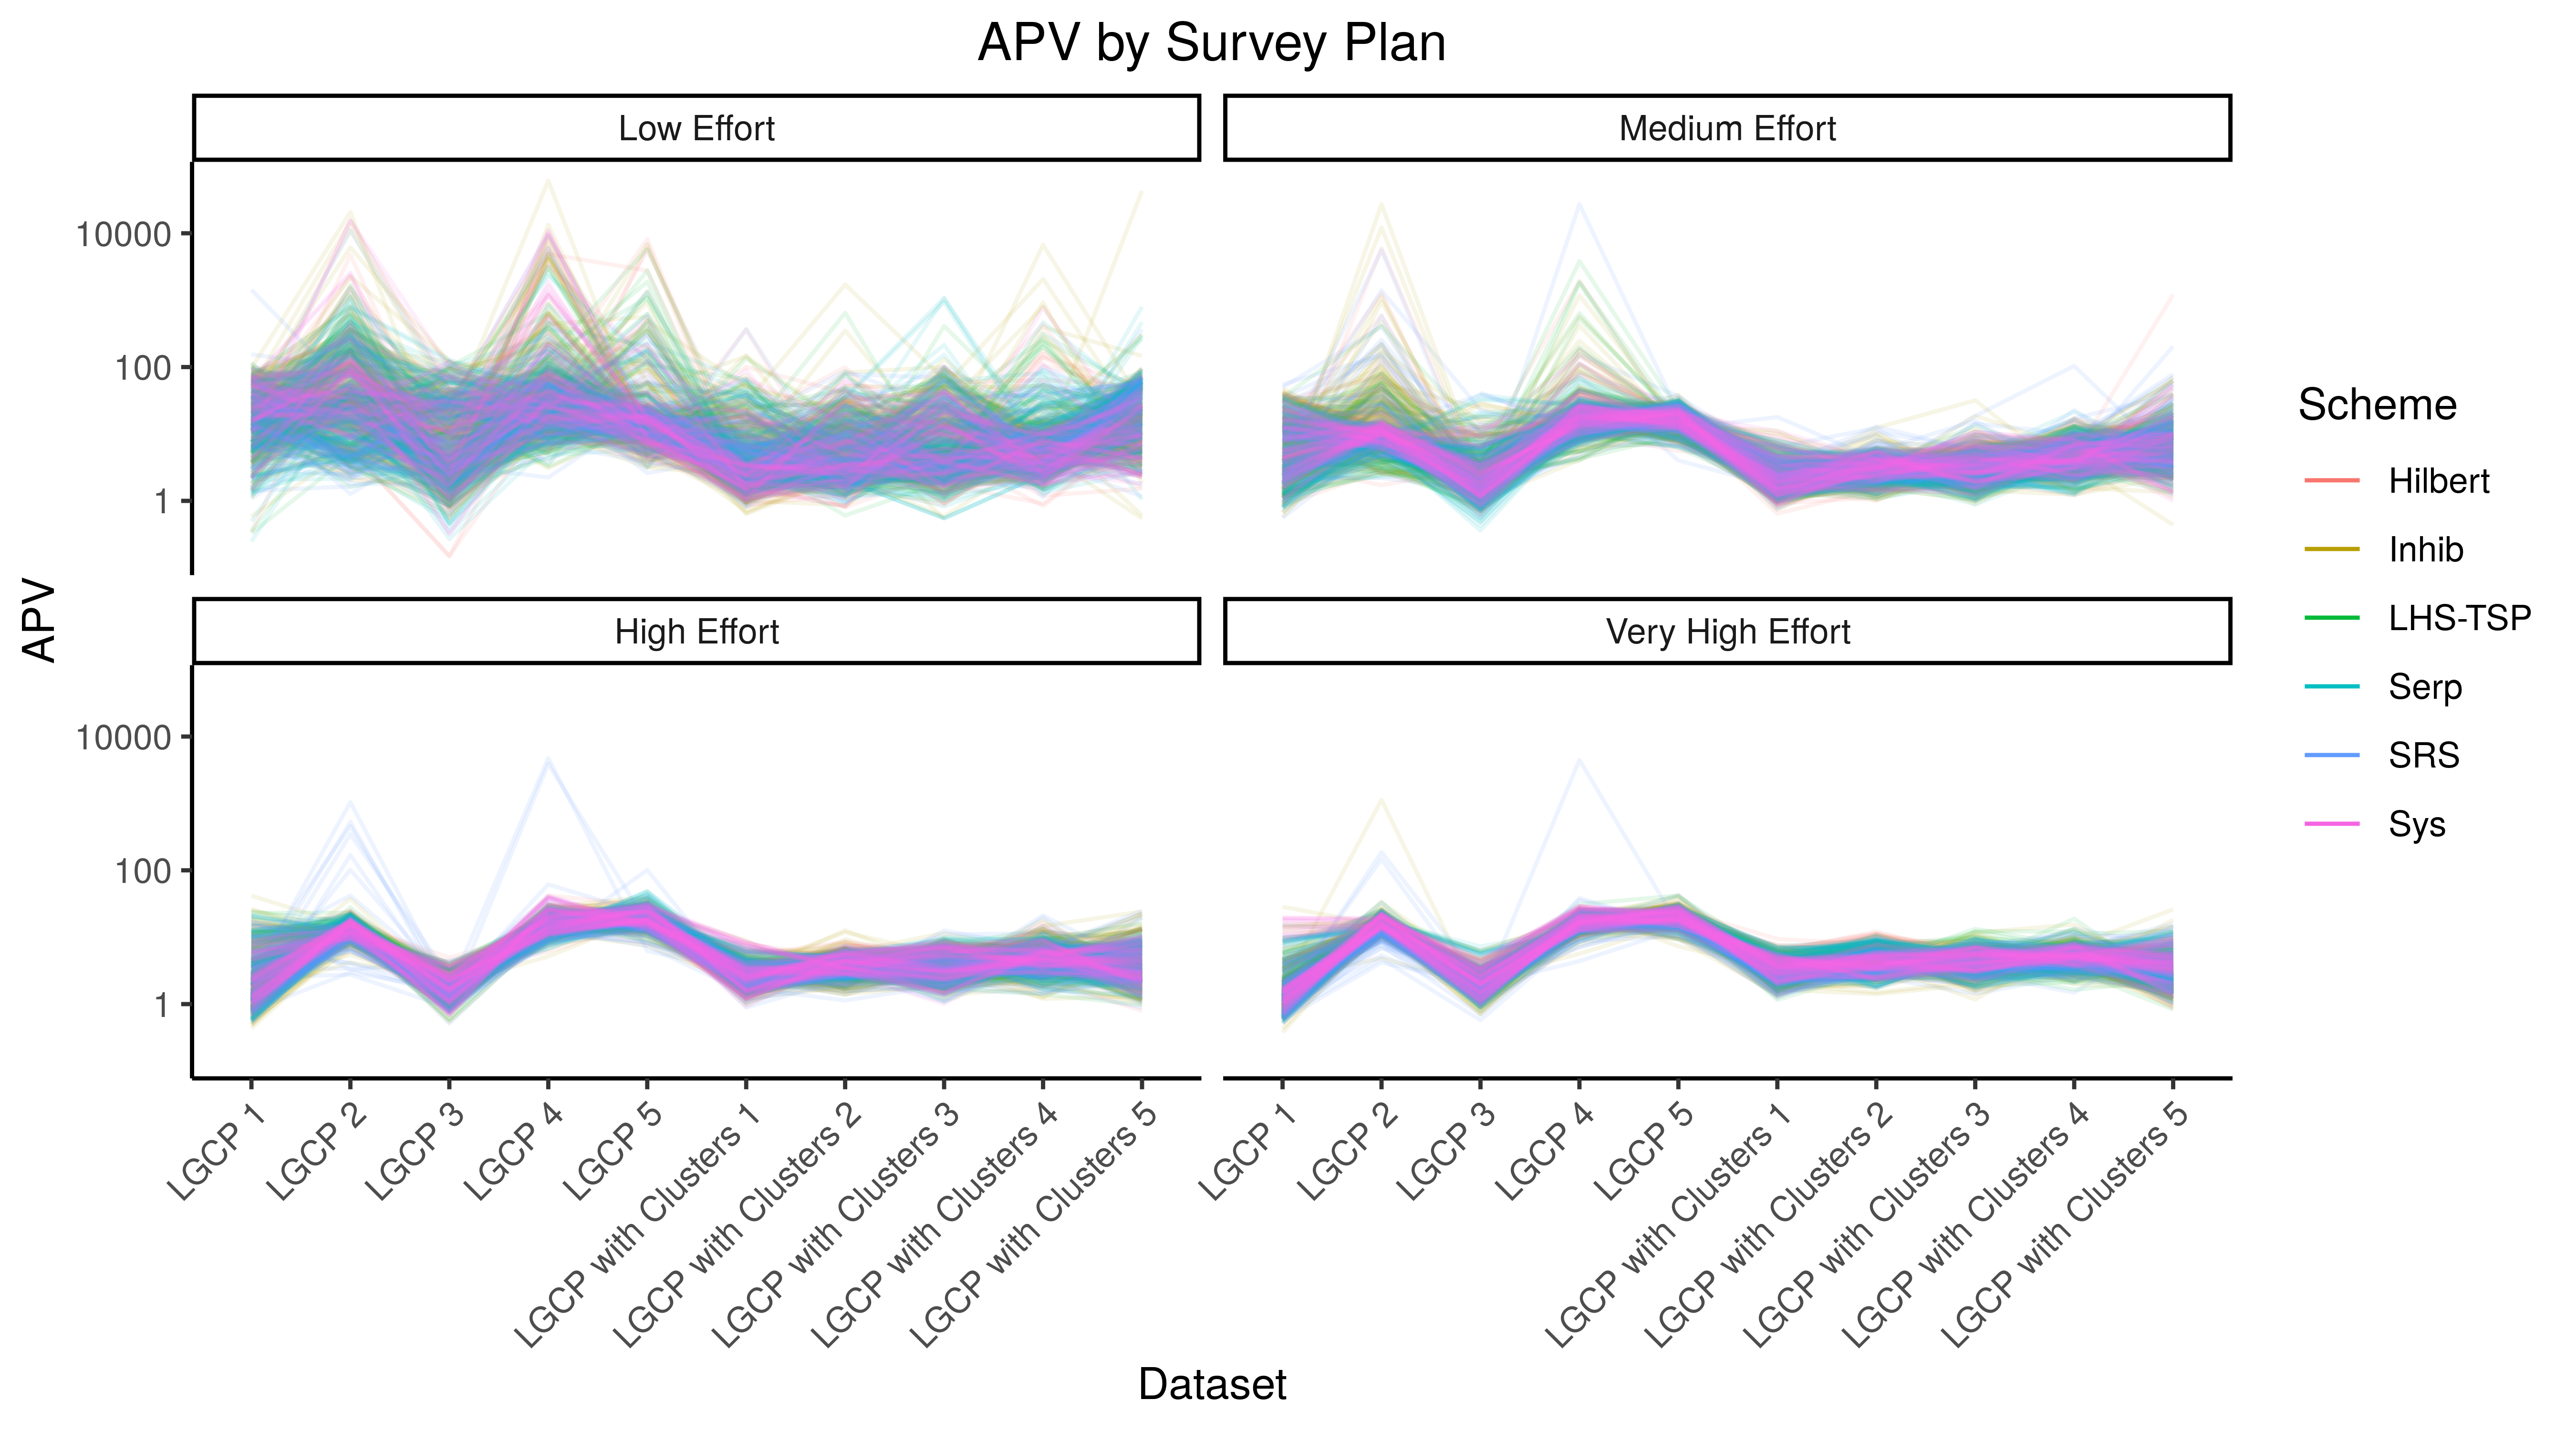 APV by Survey Plan
Low Effort
Medium Effort
10000
100
1
High Effort
Very High Effort
10000
100
1
APV
LGCP 1
LGCP 2
LGCP 3
LGCP 4
LGCP 5
LGCP with Clusters 1
LGCP with Clusters 2
LGCP with Clusters 3
LGCP with Clusters 4
LGCP with Clusters 5
LGCP 1
LGCP 2
LGCP 3
LGCP 4
LGCP 5
LGCP with Clusters 1
LGCP with Clusters 2
LGCP with Clusters 3
LGCP with Clusters 4
LGCP with Clusters 5
Dataset
Scheme
Hilbert
Inhib
LHS-TSP
Serp
SRS
Sys